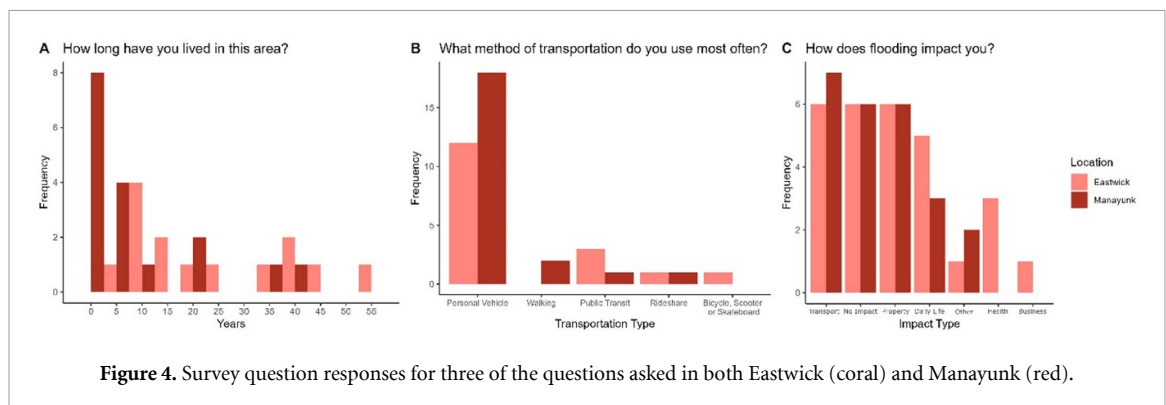 A How long have you lived in this area?
B What method of transportation do you use most often?
C How does flooding impact you?
Frequency
8
6
4
2
0
0 5 10 15 20 25 30 35 40 45 50 55
Years
Frequency
15
10
5
0
Personal Vehicle Walking Public Transit Rideshare Bicycle, Scooter
or Skateboard
Transportation Type
Frequency
6
4
2
0
Transport No Impact Property Daily Life Other Health Business
Impact Type
Location
Eastwick
Manayunk
Figure 4. Survey question responses for three of the questions asked in both Eastwick (coral) and Manayunk (red).